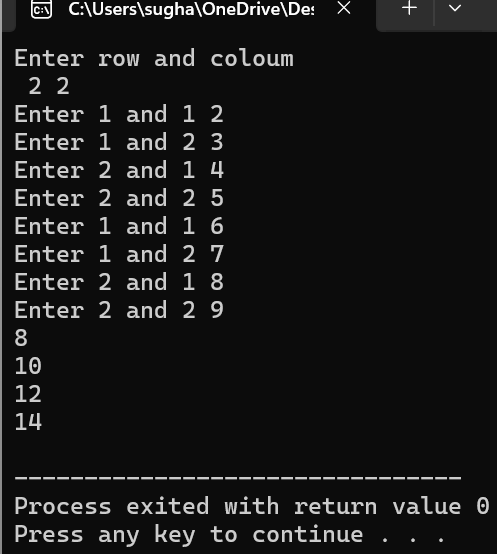 C:\Users\sugha\OneDrive\Des
Enter row and coloum
2 2
Enter 1 and 1 2
Enter 1 and 2 3
Enter 2 and 1 4
Enter 2 and 2 5
Enter 1 and 1 6
Enter 1 and 2 7
Enter 2 and 1 8
Enter 2 and 2 9
8
10
12
14
--------------------------------
Process exited with return value 0
Press any key to continue . . .